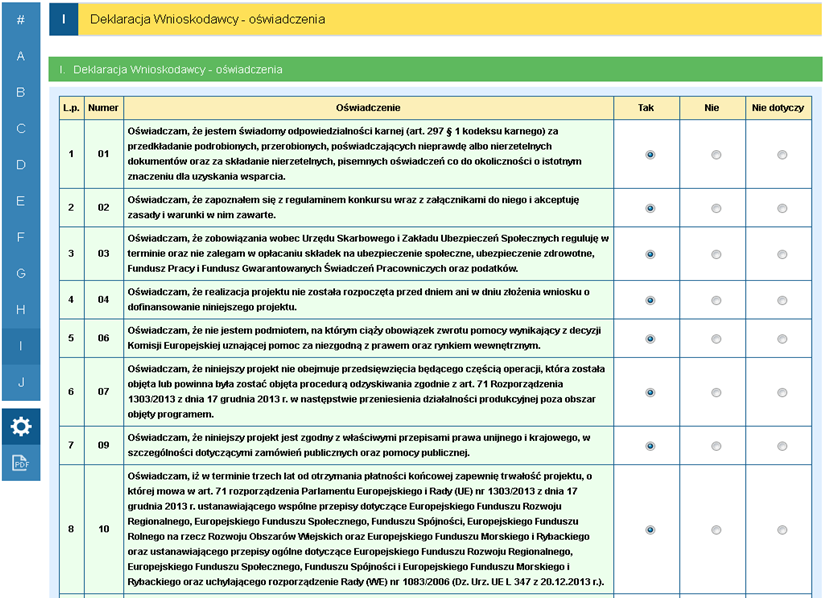 #
A
B
C
D
E
F
G
H
I
J
PDF
I Deklaracja Wnioskodawcy - oświadczenia
I. Deklaracja Wnioskodawcy - oświadczenia
L.p. Numer Oświadczenie Tak Nie Nie dotyczy
1 01
Oświadczam, że jestem świadomy odpowiedzialności karnej (art. 297 § 1 kodeksu karnego) za
przedkładanie podrobionych, przerobionych, poświadczających nieprawdę albo nierzetelnych
dokumentów oraz za składanie nierzetelnych, pisemnych oświadczeń co do okoliczności o istotnym
znaczeniu dla uzyskania wsparcia.
2 02
Oświadczam, że zapoznałem się z regulaminem konkursu wraz z załącznikami do niego i akceptuję
zasady i warunki w nim zawarte.
3 03
Oświadczam, że zobowiązania wobec Urzędu Skarbowego i Zakładu Ubezpieczeń Społecznych reguluję w
terminie oraz nie zalegam w opłacaniu składek na ubezpieczenie społeczne, ubezpieczenie zdrowotne,
Fundusz Pracy i Fundusz Gwarantowanych Świadczeń Pracowniczych oraz podatków.
4 04
Oświadczam, że realizacja projektu nie została rozpoczęta przed dniem ani w dniu złożenia wniosku o
dofinansowanie niniejszego projektu.
5 06
Oświadczam, że nie jestem podmiotem, na którym ciąży obowiązek zwrotu pomocy wynikający z decyzji
Komisji Europejskiej uznającej pomoc za niezgodną z prawem oraz rynkiem wewnętrznym.
6 07
Oświadczam, że niniejszy projekt nie obejmuje przedsięwzięcia będącego częścią operacji, która została
objęta lub powinna była zostać objęta procedurą odzyskiwania zgodnie z art. 71 Rozporządzenia
1303/2013 z dnia 17 grudnia 2013 r. w następstwie przeniesienia działalności produkcyjnej poza obszar
objęty programem.
7 09
Oświadczam, że niniejszy projekt jest zgodny z właściwymi przepisami prawa unijnego i krajowego, w
szczególności dotyczącymi zamówień publicznych oraz pomocy publicznej.
8 10
Oświadczam, iż w terminie trzech lat od otrzymania płatności końcowej zapewnię trwałość projektu, o
której mowa w art. 71 rozporządzenia Parlamentu Europejskiego i Rady (UE) nr 1303/2013 z dnia 17
grudnia 2013 r. ustanawiającego wspólne przepisy dotyczące Europejskiego Funduszu Rozwoju
Regionalnego, Europejskiego Funduszu Społecznego, Funduszu Spójności, Europejskiego Funduszu
Rolnego na rzecz Rozwoju Obszarów Wiejskich oraz Europejskiego Funduszu Morskiego i Rybackiego
oraz ustanawiającego przepisy ogólne dotyczące Europejskiego Funduszu Rozwoju Regionalnego,
Europejskiego Funduszu Społecznego, Funduszu Spójności i Europejskiego Funduszu Morskiego i
Rybackiego oraz uchylającego rozporządzenie Rady (WE) nr 1083/2006 (Dz. Urz. UE L 347 z 20.12.2013 r.).